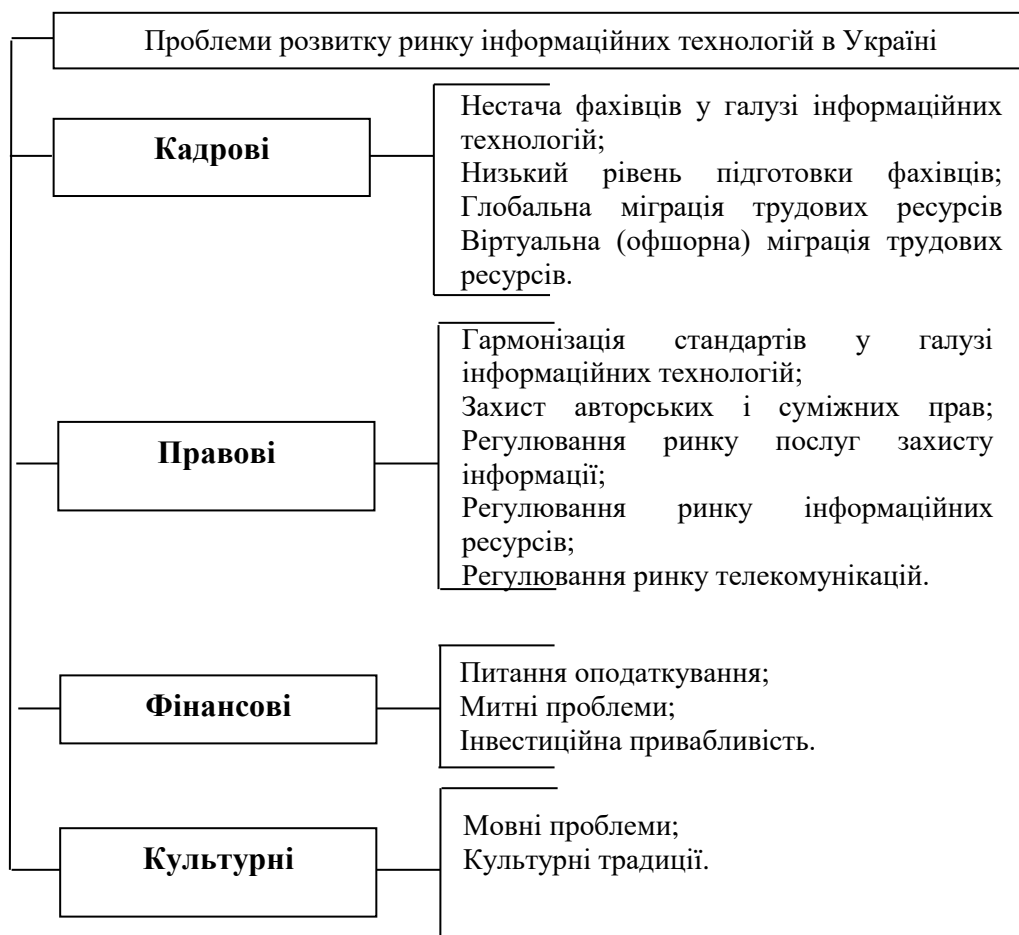 Проблеми розвитку ринку інформаційних технологій в Україні
Кадрові
Нестача фахівців у галузі інформаційних
технологій;
Низький рівень підготовки фахівців;
Глобальна міграція трудових ресурсів
Віртуальна (офшорна) міграція трудових
ресурсів.
Правові
Гармонізація стандартів у галузі
інформаційних технологій;
Захист авторських і суміжних прав;
Регулювання ринку послуг захисту
інформації;
Регулювання ринку інформаційних
ресурсів;
Регулювання ринку телекомунікацій.
Фінансові
Питання оподаткування;
Митні проблеми;
Інвестиційна привабливість.
Культурні
Мовні проблеми;
Культурні традиції.